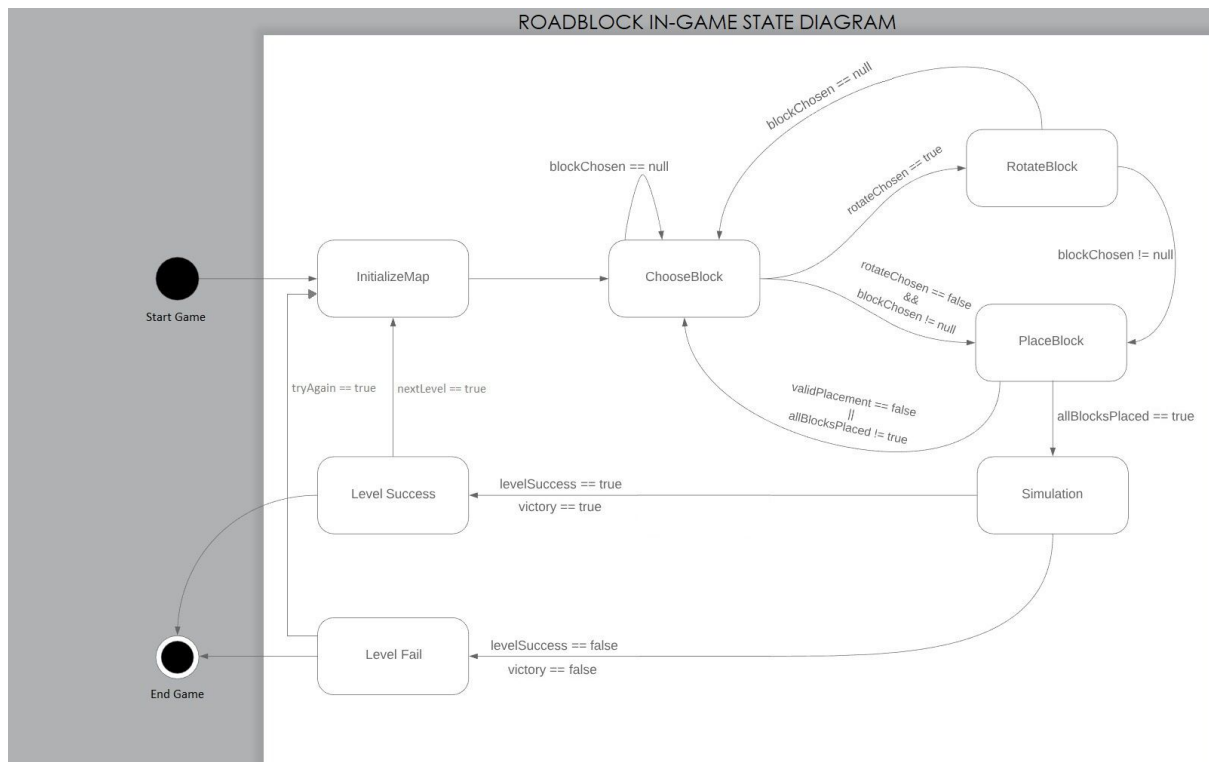 ROADBLOCK IN-GAME STATE DIAGRAM
blockChosen == null
blockChosen == null
rotateChosen == true
RotateBlock
InitializeMap
ChooseBlock
rotateChosen == false
&&
blockChosen != null
blockChosen != null
Start Game
PlaceBlock
tryAgain == true
nextLevel == true
validPlacement == false
||
allBlocksPlaced != true
allBlocksPlaced == true
Level Success
levelSuccess == true
victory == true
Simulation
Level Fail
levelSuccess == false
victory == false
End Game